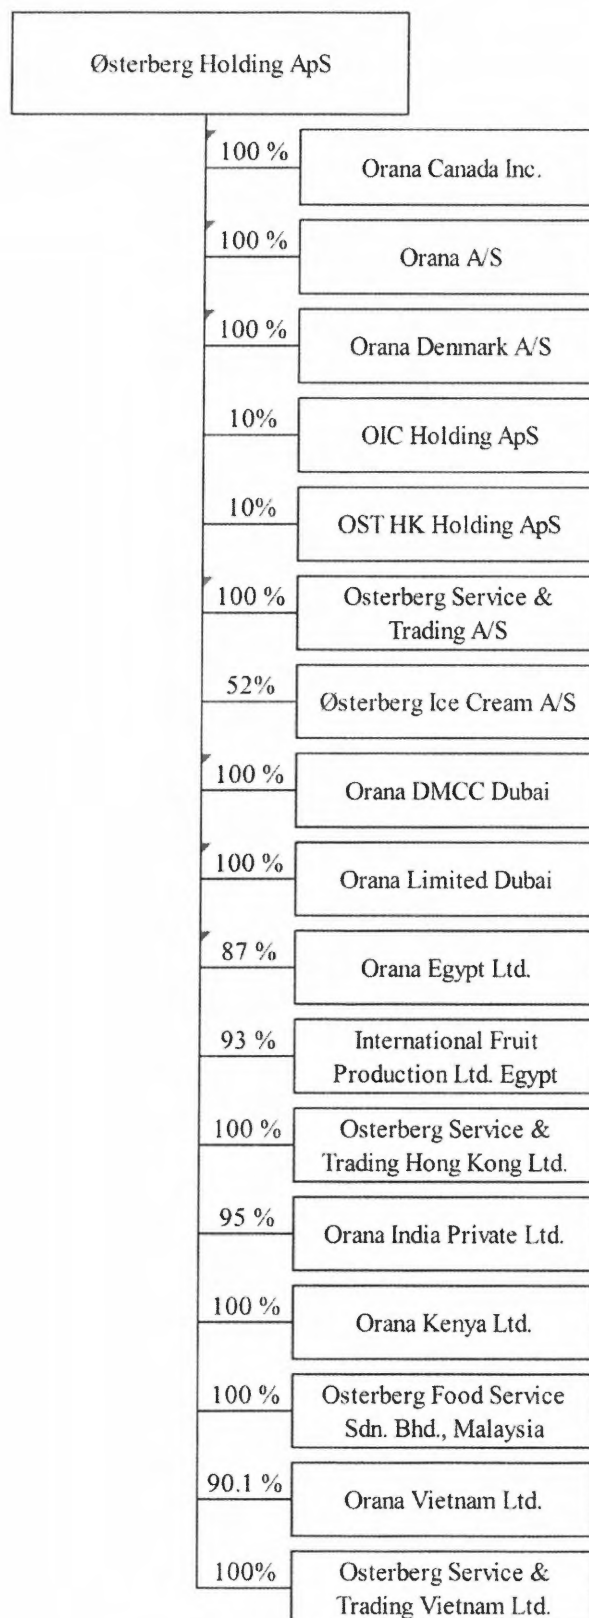 Østerberg Holding ApS
100 %
Orana Canada Inc.
100 %
Orana A/S
100 %
Orana Denmark A/S
10%
OIC Holding ApS
10%
OST HK Holding ApS
100 %
Osterberg Service &
Trading A/S
52%
Østerberg Ice Cream A/S
100 %
Orana DMCC Dubai
100 %
Orana Limited Dubai
87 %
Orana Egypt Ltd.
93 %
International Fruit
Production Ltd. Egypt
100 %
Osterberg Service &
Trading Hong Kong Ltd.
95 %
Orana India Private Ltd.
100 %
Orana Kenya Ltd.
100 %
Osterberg Food Service
Sdn. Bhd., Malaysia
90.1 %
Orana Vietnam Ltd.
100%
Osterberg Service &
Trading Vietnam Ltd.